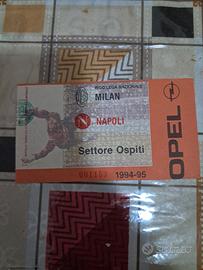 MILAN
NAPOLI
Settore Ospiti
1994-95
OPEL